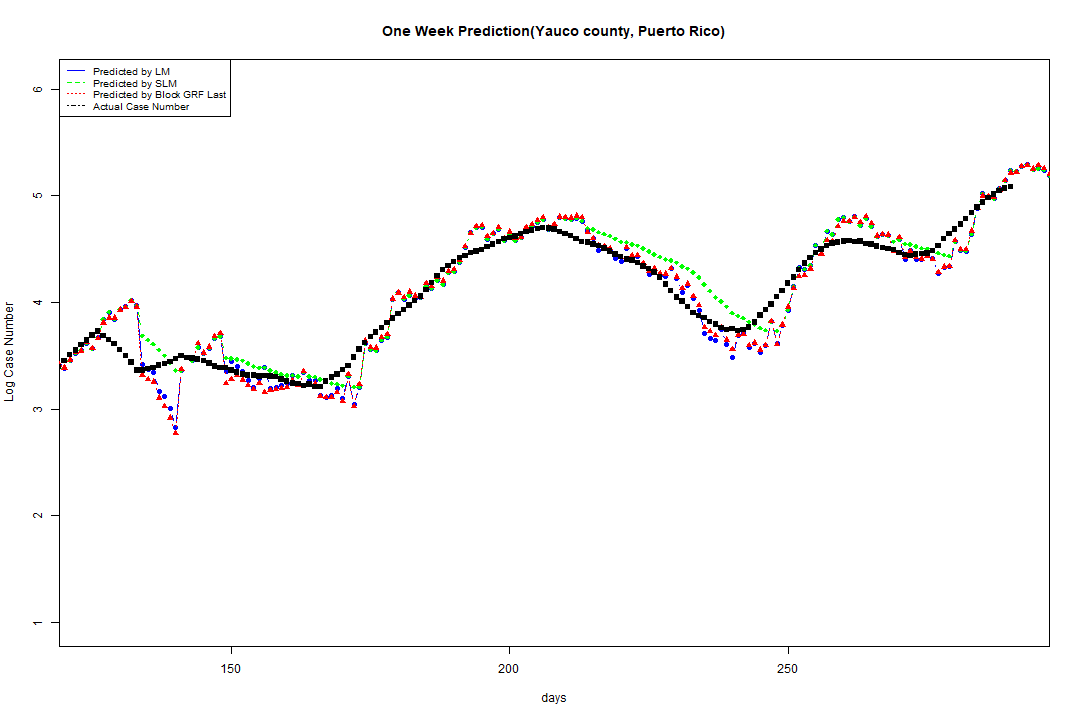 One Week Prediction(Yauco county, Puerto Rico)
Predicted by LM
Predicted by SLM
Predicted by Block GRF Last
Actual Case Number
6
5
4
3
2
1
Log Case Number
150
200
250
days